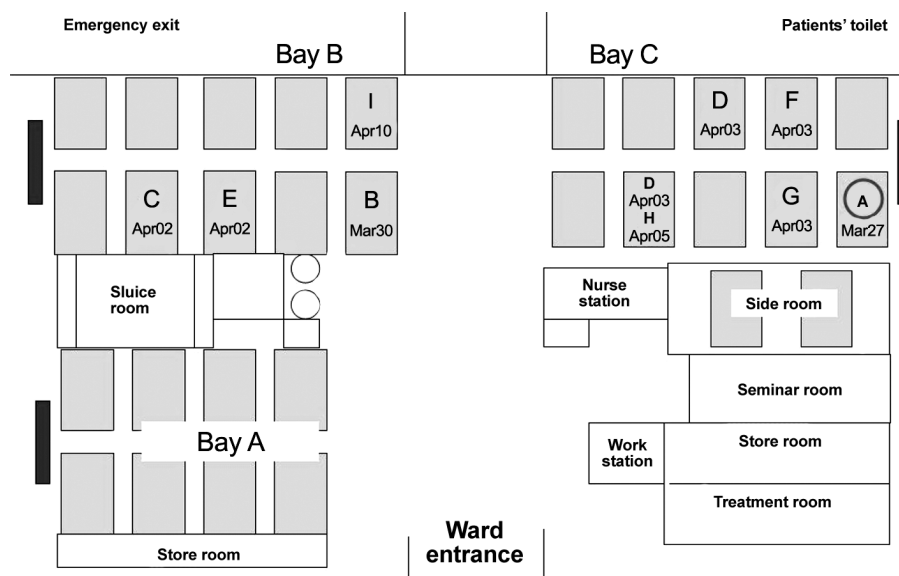 Emergency exit
Patients' toilet
Bay B
Bay C
I
Apr10
D
Apr03
F
Apr03
C
Apr02
E
Apr02
B
Mar30
D
Apr03
H
Apr05
G
Apr03
A
Mar27
Sluice
room
Nurse
station
Side room
Seminar room
Bay A
Work
station
Store room
Treatment room
Ward
entrance
Store room